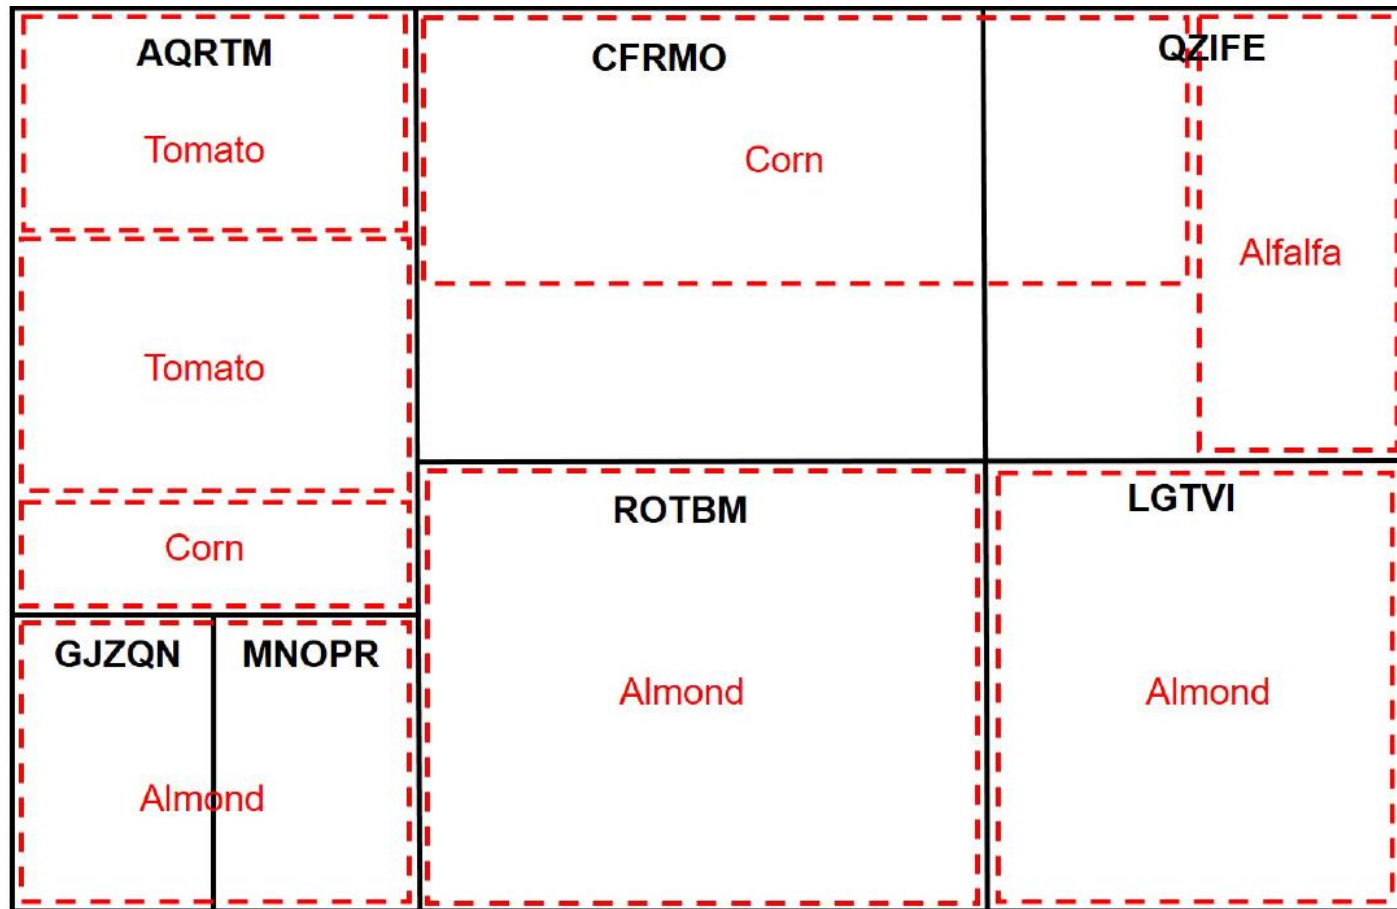 AQRTM
Tomato
Tomato
Corn
GJZQN
MNOPR
Almond
CFRMO
Corn
QZIFE
Alfalfa
ROTBM
Almond
LGTVI
Almond